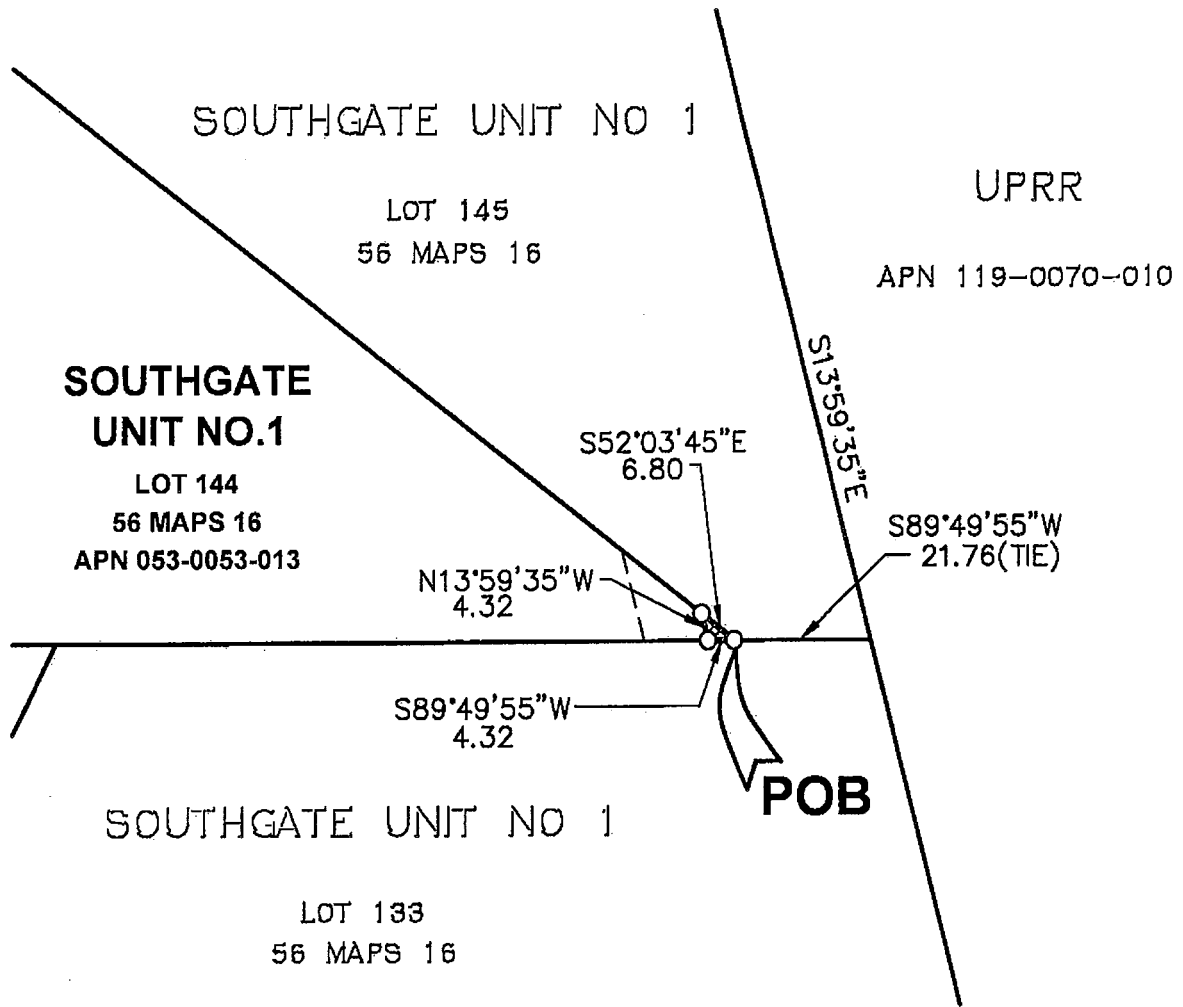 SOUTHGATE UNIT NO 1
LOT 145
56 MAPS 16
UPRR
APN 119-0070-010
S13°59'35"E
SOUTHGATE
UNIT NO.1
LOT 144
56 MAPS 16
APN 053-0053-013
S52°03'45"E
6.80
S89°49'55"W
21.76(TIE)
N13°59'35"W
4.32
S89°49'55"W
4.32
POB
SOUTHGATE UNIT NO 1
LOT 133
56 MAPS 16